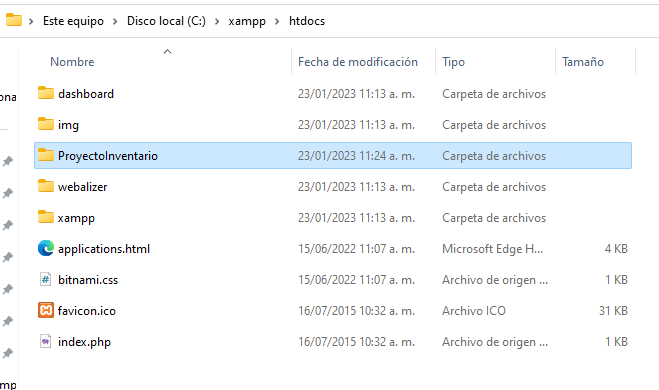 Este equipo > Disco local (C:) > xampp > htdocs
Nombre Fecha de modificación Tipo Tamaño
dashboard 23/01/2023 11:13 a. m. Carpeta de archivos
img 23/01/2023 11:13 a. m. Carpeta de archivos
ProyectoInventario 23/01/2023 11:24 a. m. Carpeta de archivos
webalizer 23/01/2023 11:13 a. m. Carpeta de archivos
xampp 23/01/2023 11:13 a. m. Carpeta de archivos
applications.html 15/06/2022 11:07 a. m. Microsoft Edge H... 4 KB
bitnami.css 15/06/2022 11:07 a. m. Archivo de origen ... 1 KB
favicon.ico 16/07/2015 10:32 a. m. Archivo ICO 31 KB
index.php 16/07/2015 10:32 a. m. Archivo de origen ... 1 KB